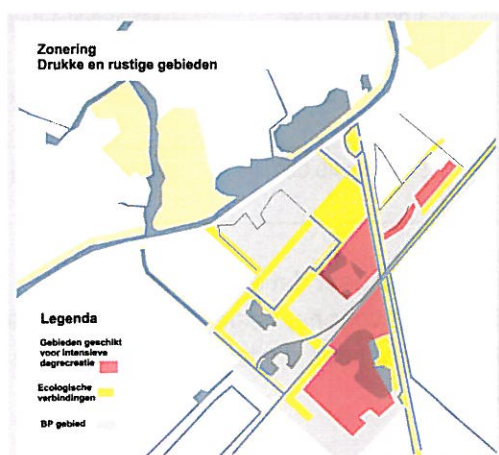 Zonering
Drukke en rustige gebieden
Legenda
Gebieden geschikt
voor intensieve
dagrecreatie
Ecologische
verbindingen
BP gebied